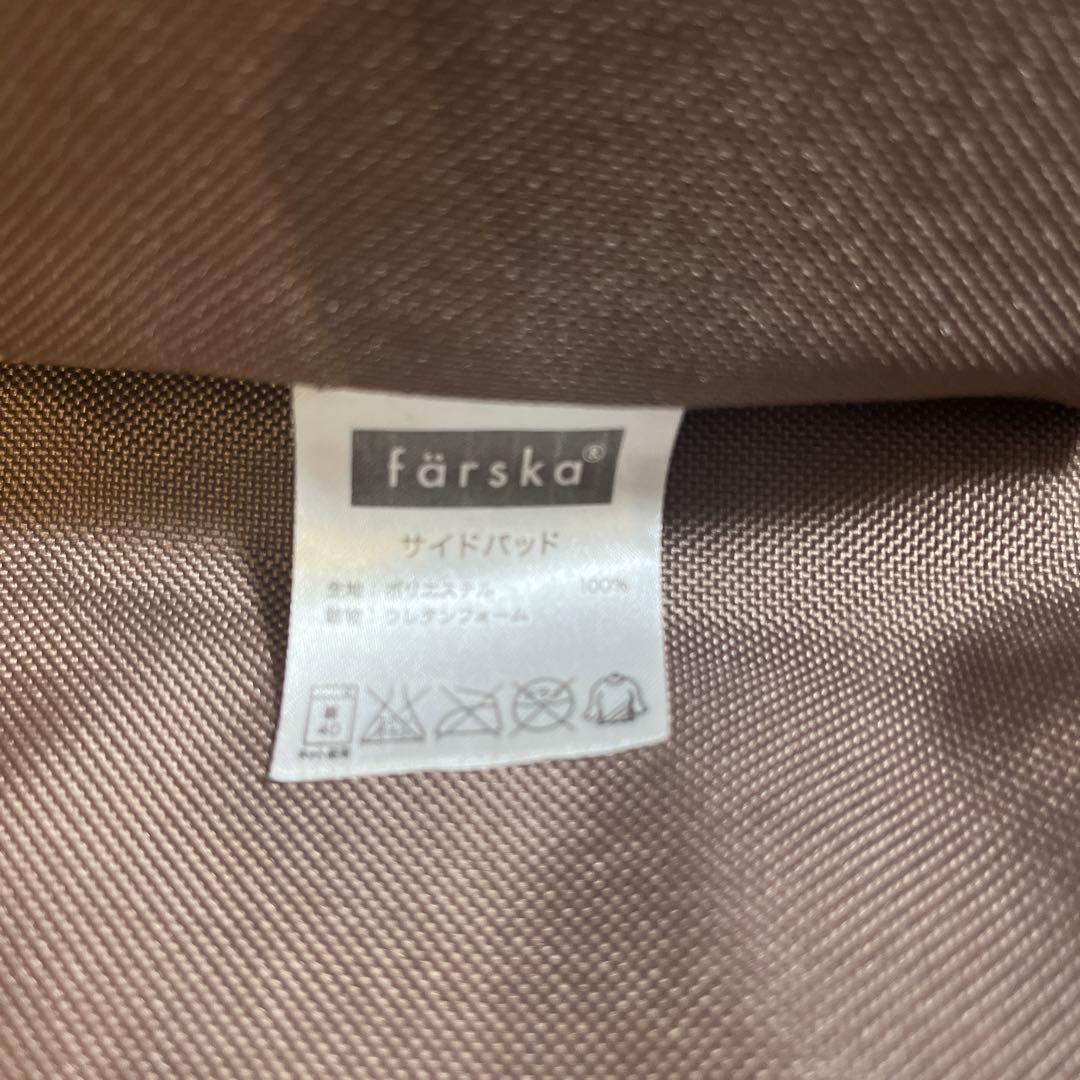 färska®
サイドパッド
生地：ポリエステル 100%
詰物：ウレタンフォーム
40